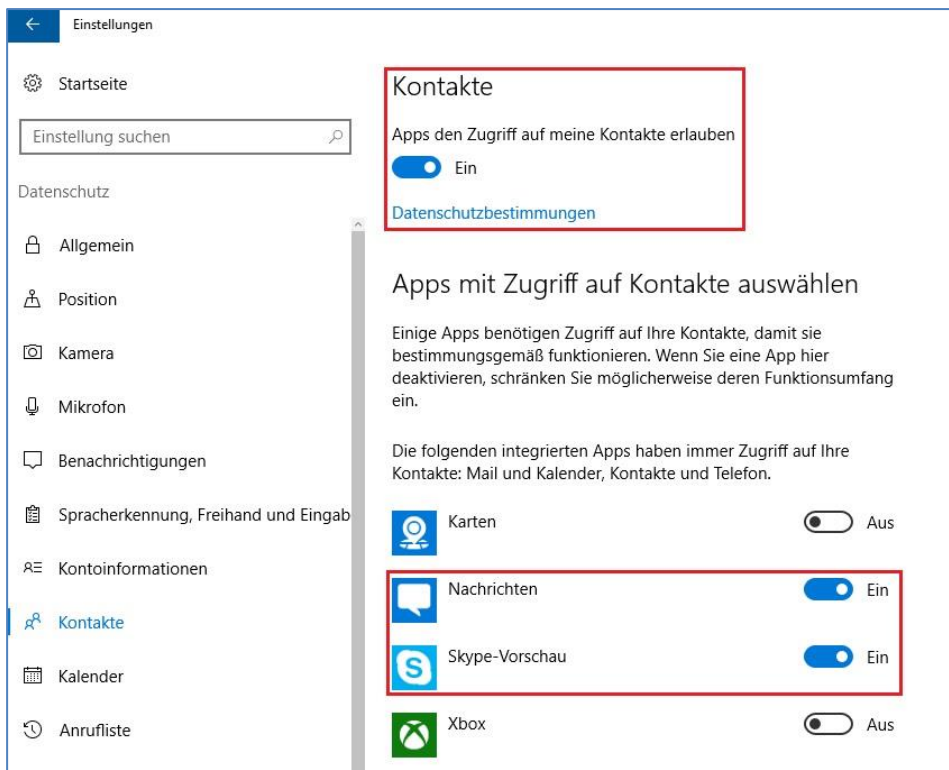 Einstellungen
Startseite
Einstellung suchen
Datenschutz
Allgemein
Position
Kamera
Mikrofon
Benachrichtigungen
Spracherkennung, Freihand und Eingab
Kontoinformationen
Kontakte
Kalender
Anrufliste
Kontakte
Apps den Zugriff auf meine Kontakte erlauben
Ein
Datenschutzbestimmungen
Apps mit Zugriff auf Kontakte auswählen
Einige Apps benötigen Zugriff auf Ihre Kontakte, damit sie
bestimmungsgemäß funktionieren. Wenn Sie eine App hier
deaktivieren, schränken Sie möglicherweise deren Funktionsumfang
ein.
Die folgenden integrierten Apps haben immer Zugriff auf Ihre
Kontakte: Mail und Kalender, Kontakte und Telefon.
Karten Aus
Nachrichten Ein
Skype-Vorschau Ein
Xbox Aus